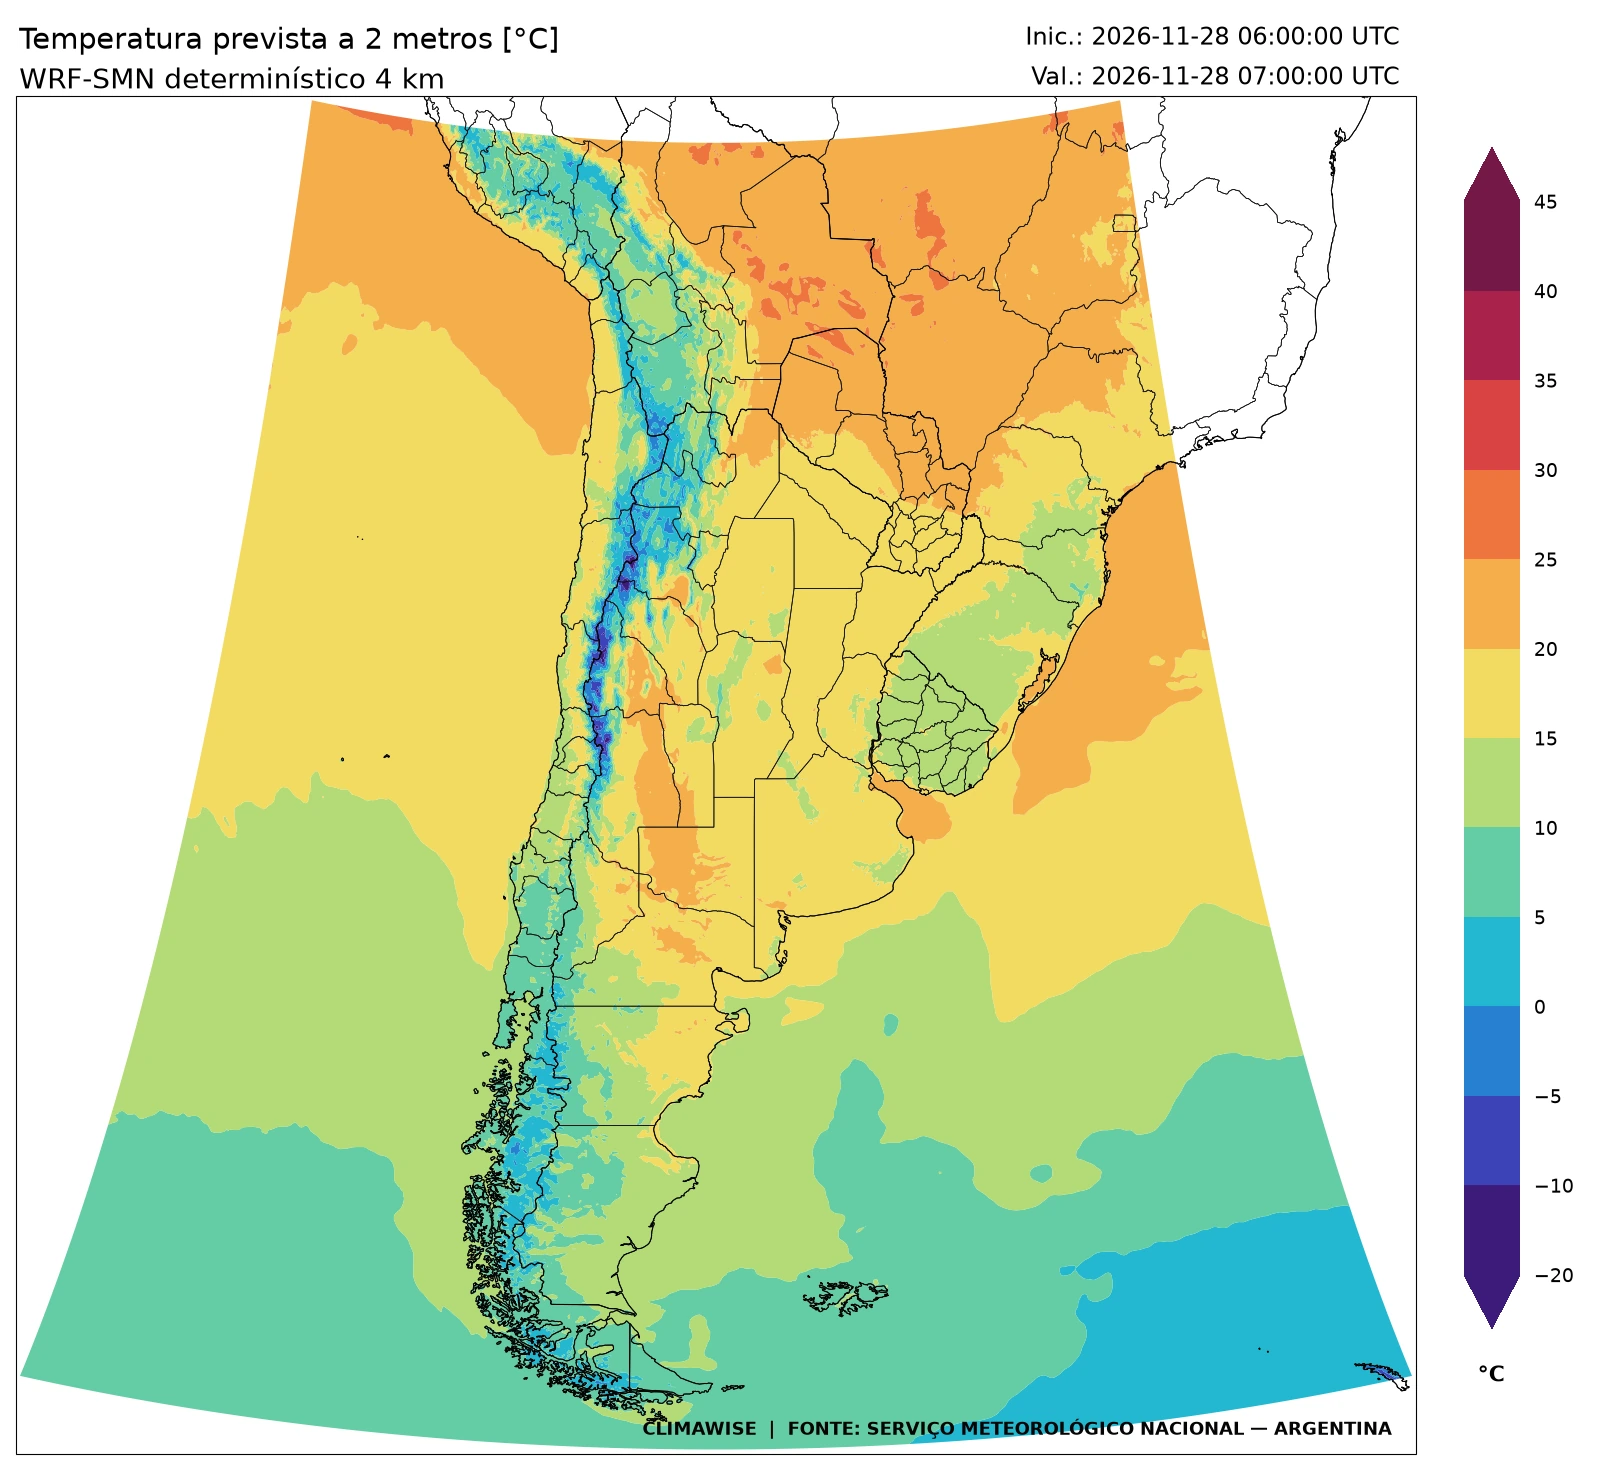 Temperatura prevista a 2 metros [°C]
WRF-SMN determinístico 4 km
Inic.: 2026-11-28 06:00:00 UTC
Val.: 2026-11-28 07:00:00 UTC
45
40
35
30
25
20
15
10
5
0
−5
−10
−20
°C
CLIMAWISE | FONTE: SERVIÇO METEOROLÓGICO NACIONAL — ARGENTINA